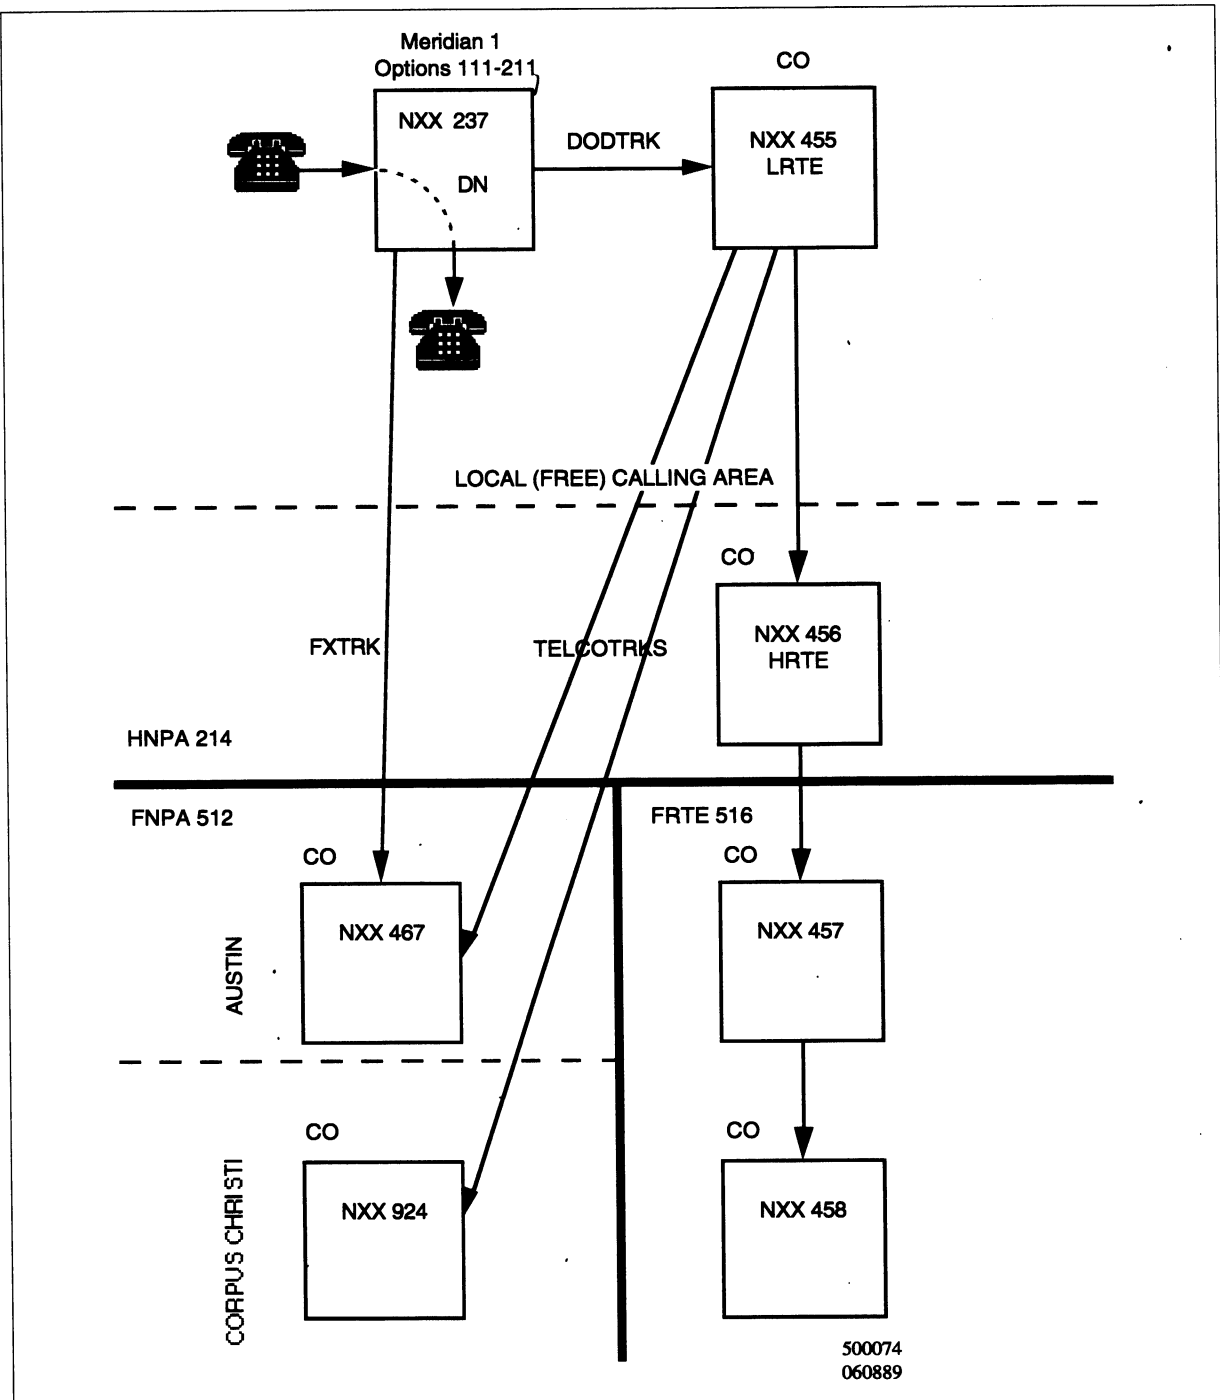 Meridian 1
Options 111-211
CO
NXX 237
DN
DODTRK
NXX 455
LRTE
LOCAL (FREE) CALLING AREA
CO
NXX 456
HRTE
FXTRK
TELCOTRKS
HNPA 214
FNPA 512
FRTE 516
CO
CO
NXX 467
NXX 457
AUSTIN
CO
CO
NXX 924
NXX 458
CORPUS CHRISTI
500074
060889